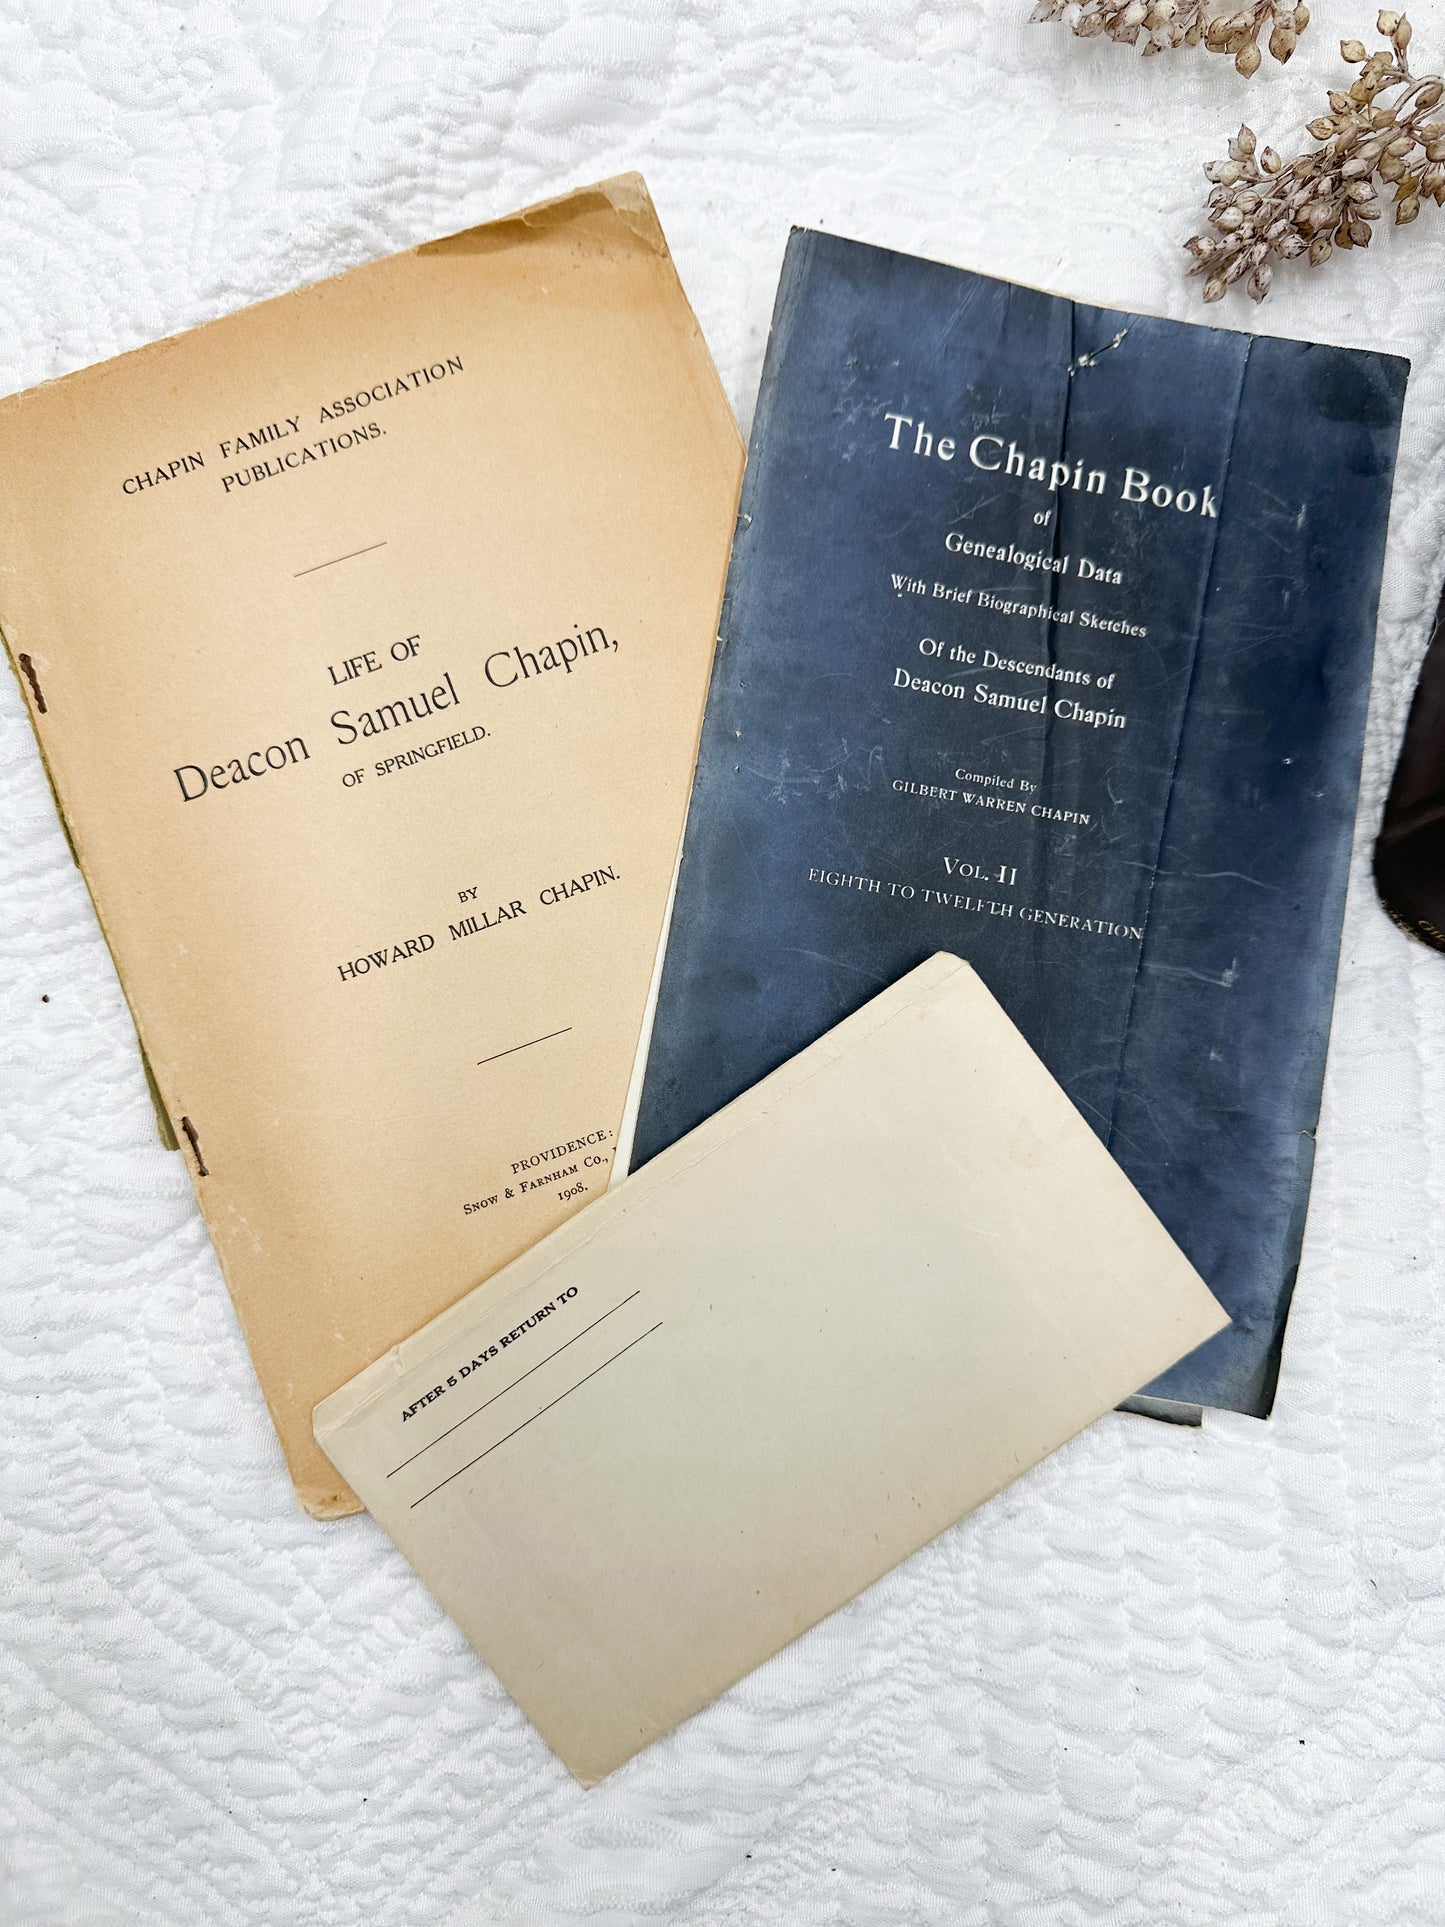 CHAPIN FAMILY ASSOCIATION
PUBLICATIONS.
LIFE OF
Deacon Samuel Chapin,
OF SPRINGFIELD.
BY
HOWARD MILLAR CHAPIN.
PROVIDENCE:
SNOW & FARNHAM CO.,
1908.
The Chapin Book
of
Genealogical Data
With Brief Biographical Sketches
Of the Descendants of
Deacon Samuel Chapin
Compiled By
GILBERT WARREN CHAPIN
VOL. II
EIGHTH TO TWELFTH GENERATION
AFTER 5 DAYS RETURN TO